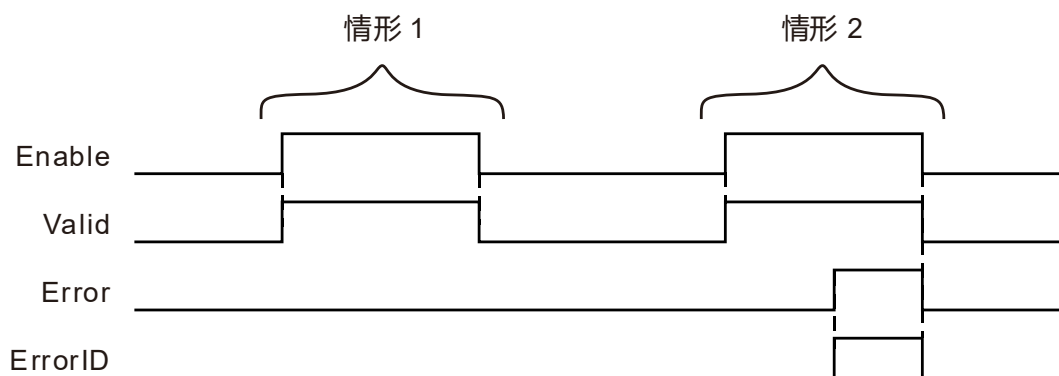 情形 1
情形 2
Enable
Valid
Error
ErrorID